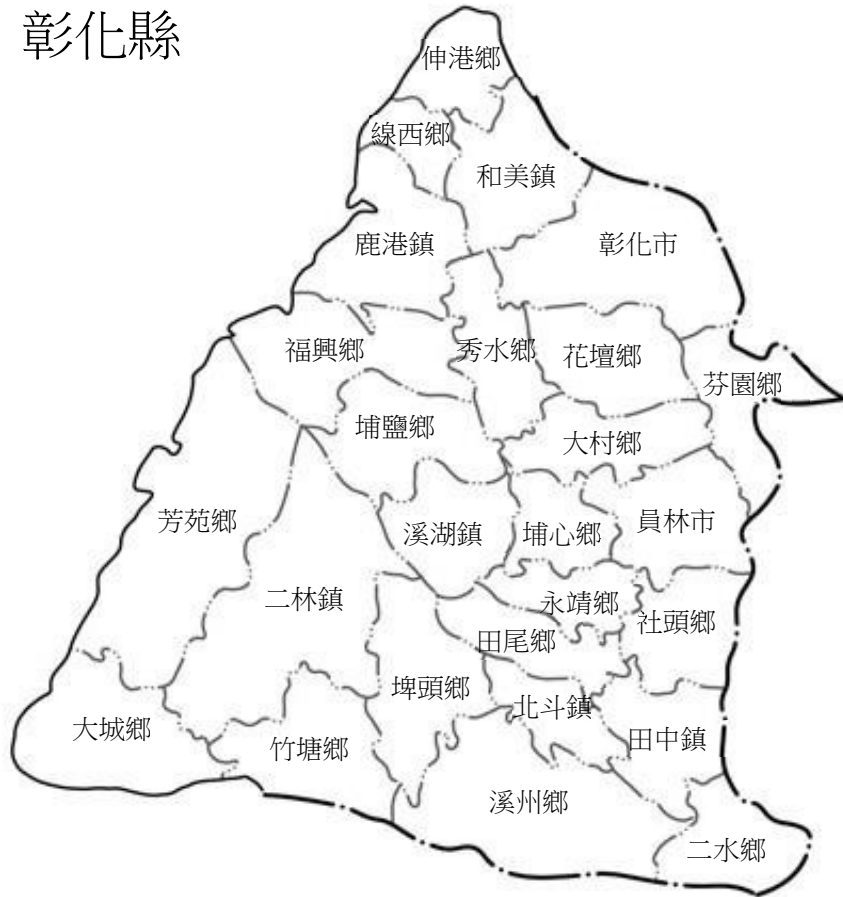 彰化縣
伸港鄉
線西鄉
和美鎮
鹿港鎮
彰化市
福興鄉
秀水鄉
花壇鄉
芬園鄉
埔鹽鄉
大村鄉
芳苑鄉
溪湖鎮
埔心鄉
員林市
二林鎮
永靖鄉
社頭鄉
田尾鄉
埤頭鄉
北斗鎮
大城鄉
竹塘鄉
田中鎮
溪州鄉
二水鄉